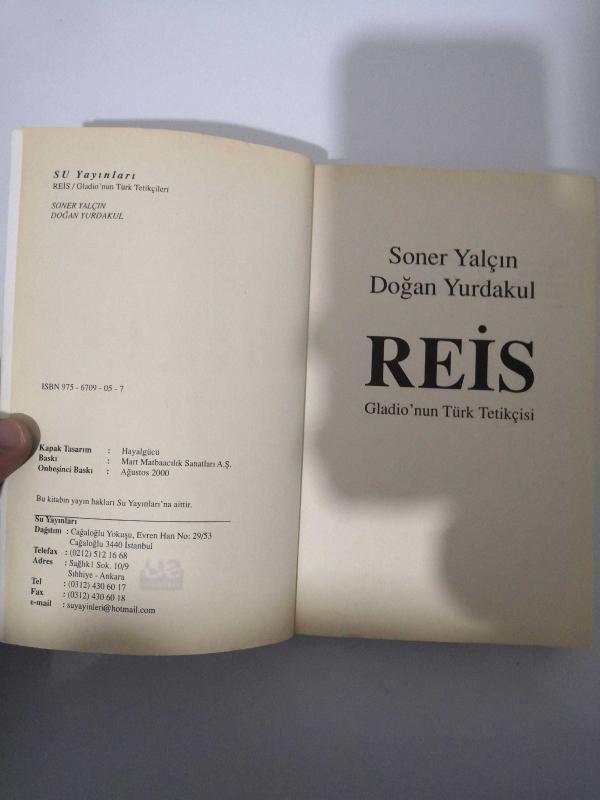 SU Yayınları
REİS / Gladio'nun Türk Tetikçileri
SONER YALÇIN
DOĞAN YURDAKUL
ISBN 975 - 6709 - 05 - 7
Kapak Tasarım : Hayalgücü
Baskı : Mart Matbaacılık Sanatları A.Ş.
Onbeşinci Baskı : Ağustos 2000
Bu kitabın yayın hakları Su Yayınları'na aittir.
Su Yayınları
Dağıtım : Cağaloğlu Yokuşu, Evren Han No: 29/53
Cağaloğlu 3440 İstanbul
Telefax : (0212) 512 16 68
Adres : Sağlık1 Sok. 10/9
Sıhhiye - Ankara
Tel : (0312) 430 60 17
Fax : (0312) 430 60 18
e-mail : suyayinleri@hotmail.com
Soner Yalçın
Doğan Yurdakul
REİS
Gladio'nun Türk Tetikçisi